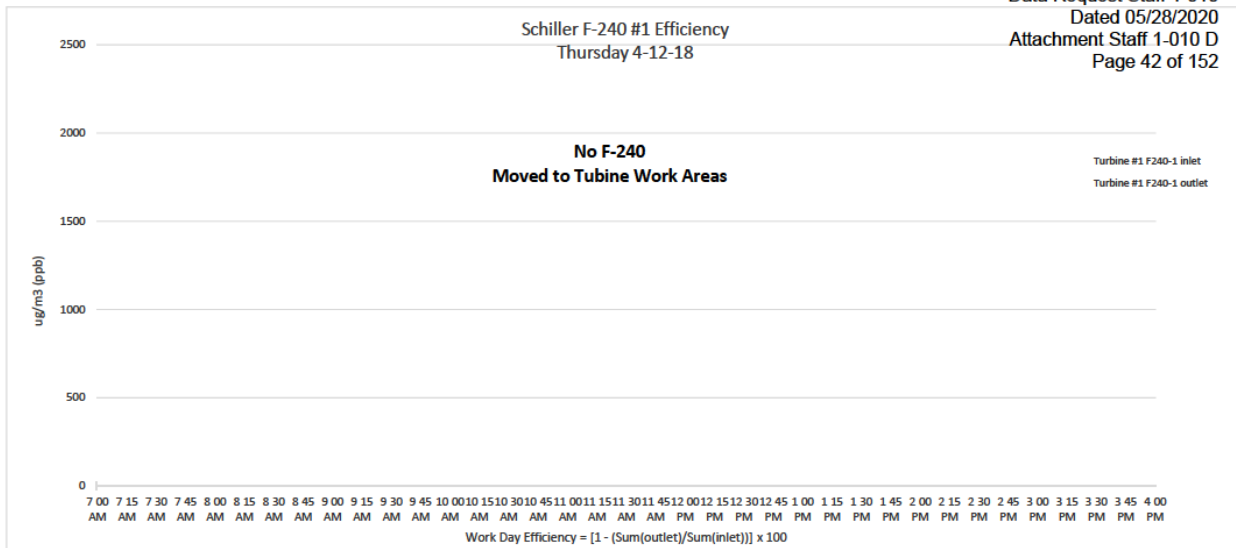 Dated 05/28/2020
Attachment Staff 1-010 D
Page 42 of 152
Schiller F-240 #1 Efficiency
Thursday 4-12-18
No F-240
Moved to Tubine Work Areas
Turbine #1 F240-1 inlet
Turbine #1 F240-1 outlet
ug/m3 (ppb)
2500
2000
1500
1000
500
0
7 00 7 15 7 30 7 45 8 00 8 15 8 30 8 45 9 00 9 15 9 30 9 45 10 00 10 15 10 30 10 45 11 00 11 15 11 30 11 45 12 00 12 15 12 30 12 45 1 00 1 15 1 30 1 45 2 00 2 15 2 30 2 45 3 00 3 15 3 30 3 45 4 00
AM AM AM AM AM AM AM AM AM AM AM AM AM AM AM AM AM AM AM AM PM PM PM PM PM PM PM PM PM PM PM PM PM PM PM PM PM
Work Day Efficiency = [1 - (Sum(outlet)/Sum(inlet))] x 100